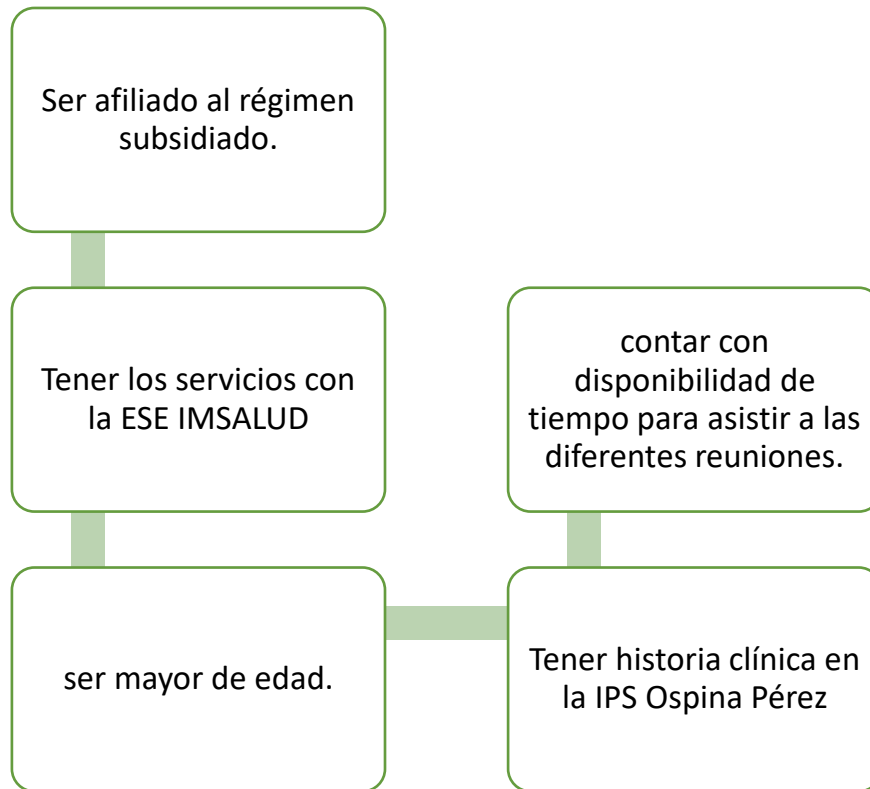 Ser afiliado al régimen
subsidiado.
Tener los servicios con
la ESE IMSALUD
ser mayor de edad.
Tener historia clínica en
la IPS Ospina Pérez
contar con
disponibilidad de
tiempo para asistir a las
diferentes reuniones.